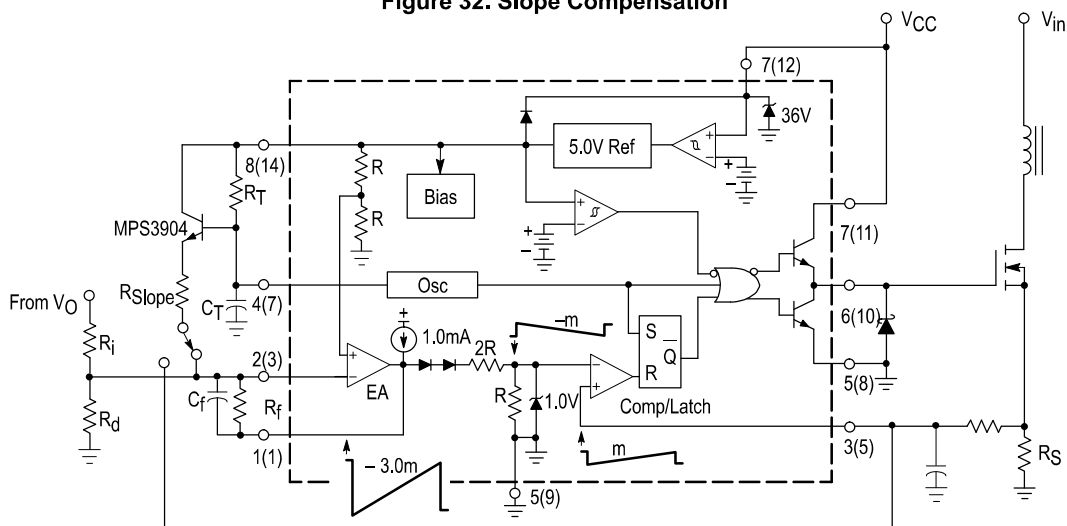 Figure 32. Slope Compensation
VCC
Vin
7(12)
36V
5.0V Ref
+
–
+
–
8(14)
RT
R
R
Bias
MPS3904
+
–
+
–
7(11)
RSlope
From VO
4(7)
CT
Osc
6(10)
Ri
+
1.0mA
–m
2R
S
Q
R
5(8)
2(3)
+
–
EA
–
+
R
1.0V
Comp/Latch
Cf
Rf
Rd
1(1)
– 3.0m
m
3(5)
RS
5(9)